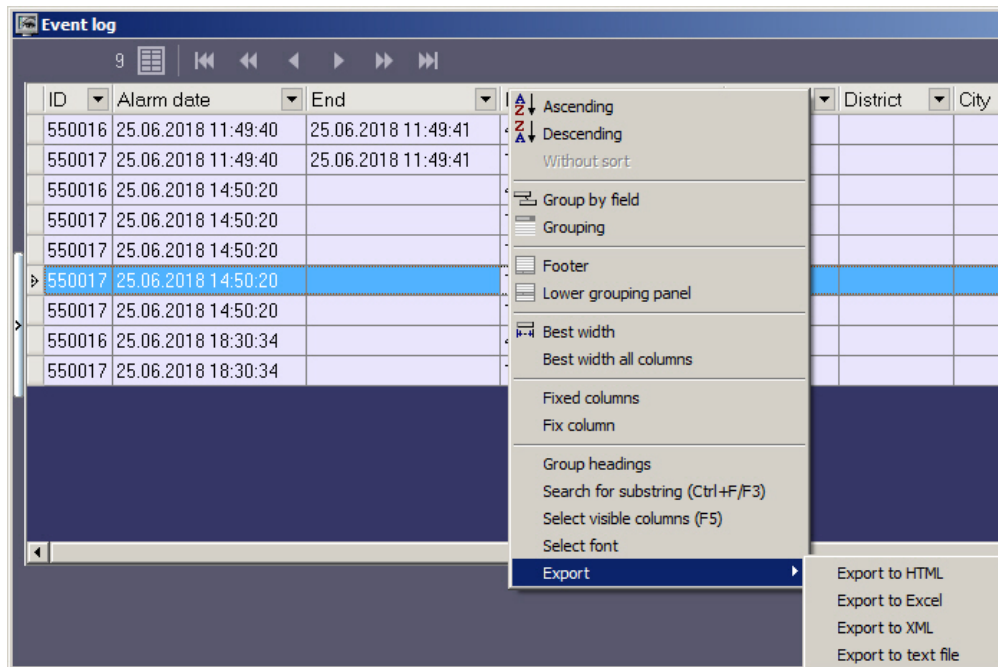 Event log
9
ID Alarm date End District City
550016 25.06.2018 11:49:40 25.06.2018 11:49:41
550017 25.06.2018 11:49:40 25.06.2018 11:49:41
550016 25.06.2018 14:50:20
550017 25.06.2018 14:50:20
550017 25.06.2018 14:50:20
550017 25.06.2018 14:50:20
550017 25.06.2018 14:50:20
550016 25.06.2018 18:30:34
550017 25.06.2018 18:30:34
Ascending
Descending
Without sort
Group by field
Grouping
Footer
Lower grouping panel
Best width
Best width all columns
Fixed columns
Fix column
Group headings
Search for substring (Ctrl+F/F3)
Select visible columns (F5)
Select font
Export
Export to HTML
Export to Excel
Export to XML
Export to text file